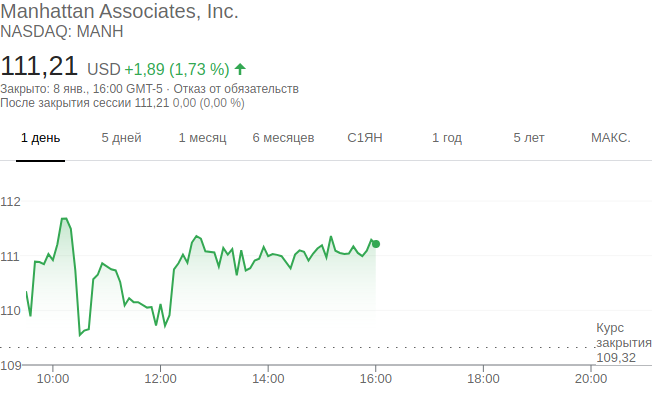 Manhattan Associates, Inc.
NASDAQ: MANH
111,21 USD +1,89 (1,73 %)
Закрыто: 8 янв., 16:00 GMT-5 · Отказ от обязательств
После закрытия сессии 111,21 0,00 (0,00 %)
1 день 5 дней 1 месяц 6 месяцев С1ЯН 1 год 5 лет МАКС.
112
111
110
Курс
закрытия
109,32
109
10:00 12:00 14:00 16:00 18:00 20:00